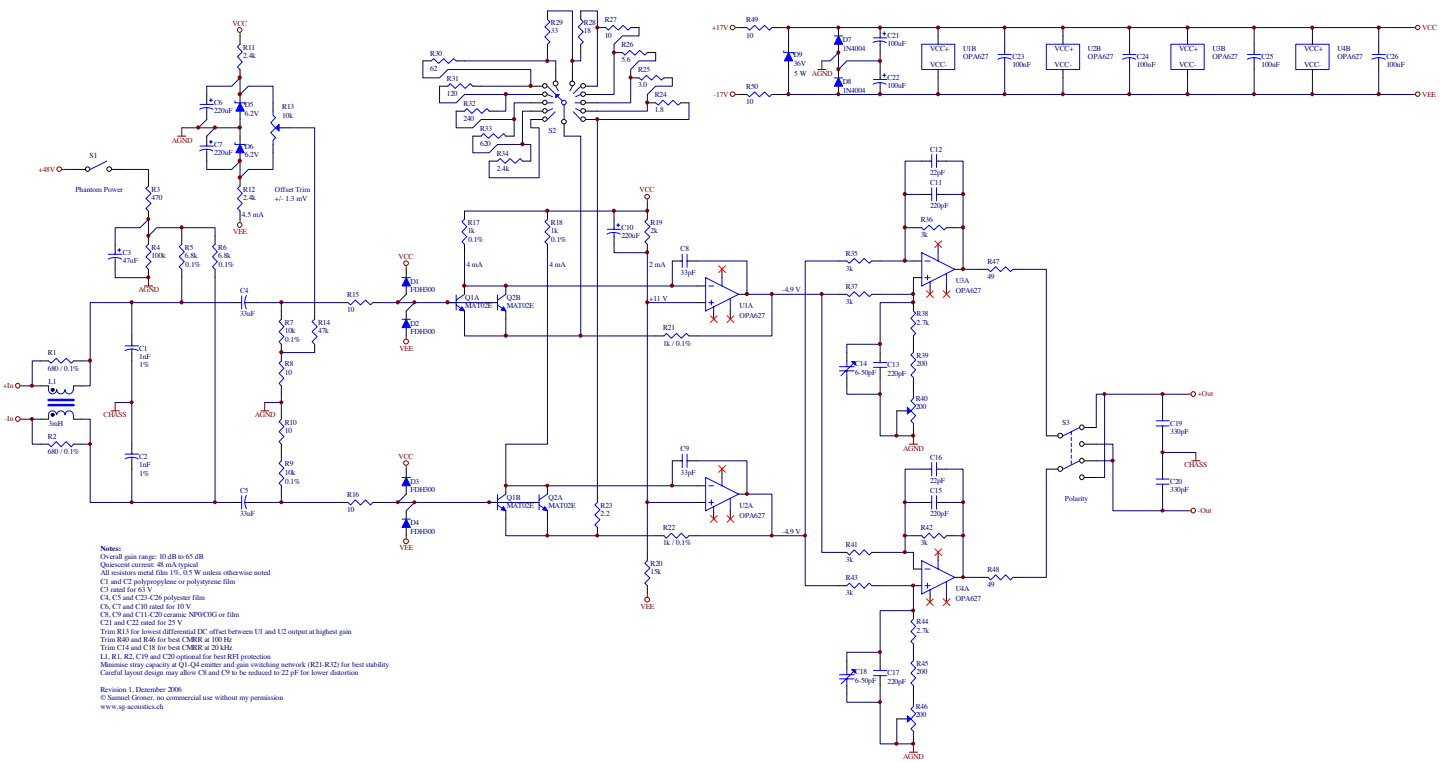 VCC
R11
2.4k
C6
220uF
D5
6.2V
R13
10k
AGND
C7
220uF
D6
6.2V
R12
2.4k
4.5 mA
VEE
Offset Trim
+/- 1.3 mV
S1
+48V
Phantom Power
R3
470
C3
47uF
R4
100k
R5
6.8k
0.1%
R6
6.8k
0.1%
AGND
R29
33
R28
18
R27
10
R26
5.6
R25
3.0
R24
1.8
R30
62
R31
120
R32
240
R33
620
R34
2.4k
S2
+17V
R49
10
D9
36V
5 W
D7
1N4004
AGND
D8
1N4004
C21
100uF
C22
100uF
VCC+
VCC-
U1B
OPA627
C23
100nF
VCC+
VCC-
U2B
OPA627
C24
100nF
VCC+
VCC-
U3B
OPA627
C25
100nF
VCC+
VCC-
U4B
OPA627
C26
100nF
VCC
VEE
-17V
R50
10
VCC
R17
1k
0.1%
4 mA
R18
1k
0.1%
4 mA
C10
220uF
R19
2k
2 mA
+11 V
VCC
D1
FDH300
D2
FDH300
VEE
Q1A
MAT02E
Q2B
MAT02E
C8
33pF
U1A
OPA627
R21
1k / 0.1%
-4.9 V
C4
33uF
R15
10
R7
10k
0.1%
R14
47k
R8
10
AGND
R10
10
R9
10k
0.1%
C5
33uF
R16
10
R1
680 / 0.1%
+In
L1
3mH
-In
R2
680 / 0.1%
C1
1nF
1%
CHASS
C2
1nF
1%
VCC
D3
FDH300
D4
FDH300
VEE
Q1B
MAT02E
Q2A
MAT02E
R23
2.2
C9
33pF
U2A
OPA627
R22
1k / 0.1%
-4.9 V
R20
15k
VEE
C12
22pF
C11
220pF
R36
3k
R35
3k
R37
3k
U3A
OPA627
R47
49
R38
2.7k
C14
6-50pF
C13
220pF
R39
200
R40
200
AGND
C16
22pF
C15
220pF
R42
3k
R41
3k
R43
3k
U4A
OPA627
R48
49
R44
2.7k
C18
6-50pF
C17
220pF
R45
200
R46
200
AGND
S3
Polarity
+Out
C19
330pF
CHASS
C20
330pF
-Out
Notes:
Overall gain range: 10 dB to 65 dB
Quiescent current: 48 mA typical
All resistors metal film 1%, 0.5 W unless otherwise noted
C1 and C2 polypropylene or polystyrene film
C3 rated for 63 V
C4, C5 and C23-C26 polyester film
C6, C7 and C10 rated for 10 V
C8, C9 and C11-C20 ceramic NP0/C0G or film
C21 and C22 rated for 25 V
Trim R13 for lowest differential DC offset between U1 and U2 output at highest gain
Trim R40 and R46 for best CMRR at 100 Hz
Trim C14 and C18 for best CMRR at 20 kHz
L1, R1, R2, C19 and C20 optional for best RFI protection
Minimise stray capacity at Q1-Q4 emitter and gain switching network (R21-R32) for best stability
Careful layout design may allow C8 and C9 to be reduced to 22 pF for lower distortion
Revision 1, Dezember 2006
© Samuel Groner, no commercial use without my permission
www.sg-acoustics.ch